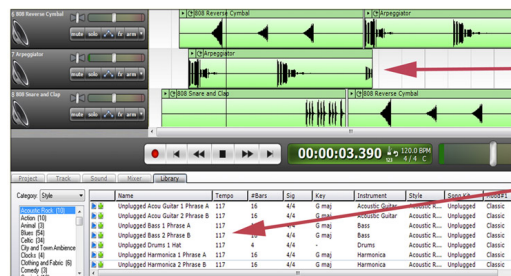 6 808 Reverse Cymbal
mute solo fx arm
808 Reverse Cymbal
Arpeggiator
7 Arpeggiator
mute solo fx arm
Arpeggiator
8 808 Snare and Clap
mute solo fx arm
808 Snare and Clap
808 Reverse Cymbal
00:00:03.390 120.0 BPM
4/4 C
Project Track Sound Mixer Library
Category: Style
Name Tempo #Bars Sig Key Instrument Style
Acoustic Rock (10)
Action (10)
Animal (3)
Blues (54)
Celtic (34)
City and Town Ambience
Clocks (4)
Clothing and Fabric (6)
Comedy (3)
Unplugged Acou Guitar 1 Phrase A 117 16 4/4 G maj Acoustic Guitar Acoustic R... Unplugged Classic
Unplugged Acou Guitar 2 Phrase B 117 16 4/4 G maj Acoustic Guitar Acoustic R... Unplugged Classic
Unplugged Bass 1 Phrase A 117 16 4/4 G maj Bass Acoustic R... Unplugged Classic
Unplugged Bass 2 Phrase B 117 16 4/4 G maj Bass Acoustic R... Unplugged Classic
Unplugged Drums 1 Hat 117 4 4/4 - Drums Acoustic R... Unplugged Classic
Unplugged Harmonica 1 Phrase A 117 16 4/4 G maj Harmonica Acoustic R... Unplugged Classic
Unplugged Harmonica 2 Phrase B 117 16 4/4 G maj Harmonica Acoustic R... Unplugged Classic